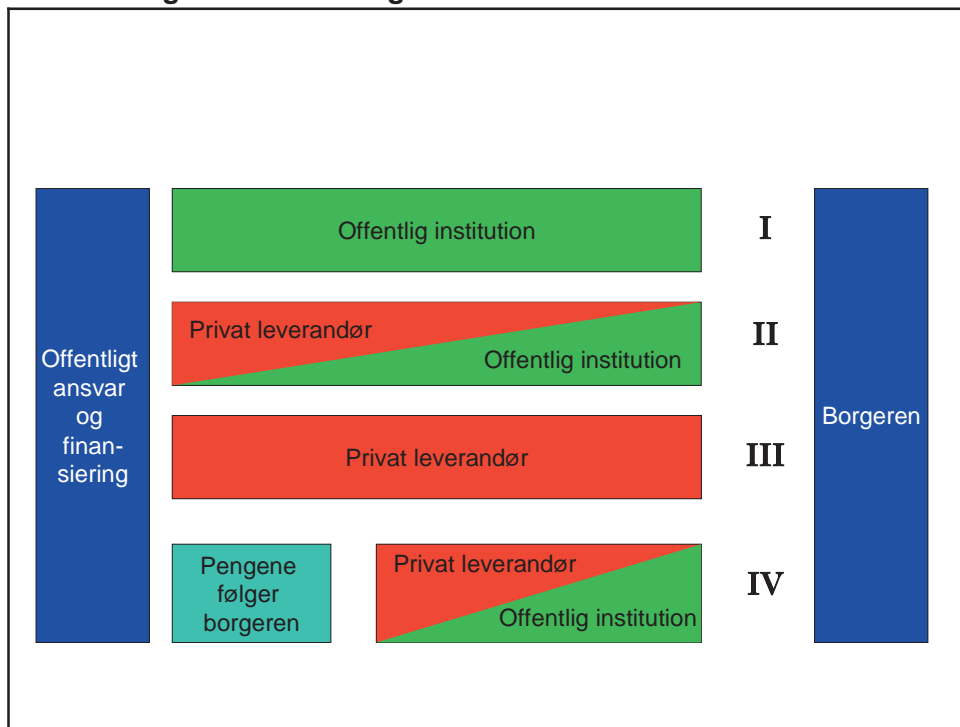 Offentligt
ansvar
og
finan-
siering
Offentlig institution
I
Privat leverandør
Offentlig institution
II
Privat leverandør
III
Pengene
følger
borgeren
Privat leverandør
Offentlig institution
IV
Borgeren